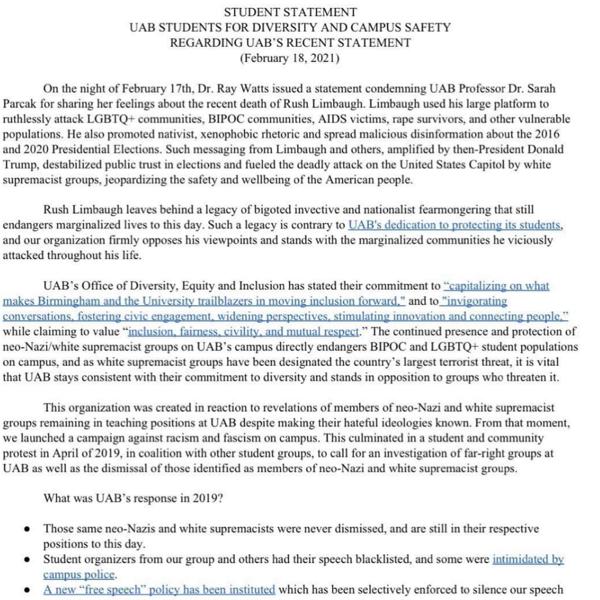 STUDENT STATEMENT
UAB STUDENTS FOR DIVERSITY AND CAMPUS SAFETY
REGARDING UAB'S RECENT STATEMENT
(February 18, 2021)
On the night of February 17th, Dr. Ray Watts issued a statement condemning UAB Professor Dr. Sarah
Parcak for sharing her feelings about the recent death of Rush Limbaugh. Limbaugh used his large platform to
ruthlessly attack LGBTQ+ communities, BIPOC communities, AIDS victims, rape survivors, and other vulnerable
populations. He also promoted nativist, xenophobic rhetoric and spread malicious disinformation about the 2016
and 2020 Presidential Elections. Such messaging from Limbaugh and others, amplified by then-President Donald
Trump, destabilized public trust in elections and fueled the deadly attack on the United States Capitol by white
supremacist groups, jeopardizing the safety and wellbeing of the American people.
Rush Limbaugh leaves behind a legacy of bigoted invective and nationalist fearmongering that still
endangers marginalized lives to this day. Such a legacy is contrary to UAB's dedication to protecting its students,
and our organization firmly opposes his viewpoints and stands with the marginalized communities he viciously
attacked throughout his life.
UAB's Office of Diversity, Equity and Inclusion has stated their commitment to "capitalizing on what
makes Birmingham and the University trailblazers in moving inclusion forward," and to "invigorating
conversations, fostering civic engagement, widening perspectives, stimulating innovation and connecting people,"
while claiming to value "inclusion, fairness, civility, and mutual respect." The continued presence and protection of
neo-Nazi/white supremacist groups on UAB's campus directly endangers BIPOC and LGBTQ+ student populations
on campus, and as white supremacist groups have been designated the country's largest terrorist threat, it is vital
that UAB stays consistent with their commitment to diversity and stands in opposition to groups who threaten it.
This organization was created in reaction to revelations of members of neo-Nazi and white supremacist
groups remaining in teaching positions at UAB despite making their hateful ideologies known. From that moment,
we launched a campaign against racism and fascism on campus. This culminated in a student and community
protest in April of 2019, in coalition with other student groups, to call for an investigation of far-right groups at
UAB as well as the dismissal of those identified as members of neo-Nazi and white supremacist groups.
What was UAB's response in 2019?
● Those same neo-Nazis and white supremacists were never dismissed, and are still in their respective
positions to this day.
● Student organizers from our group and others had their speech blacklisted, and some were intimidated by
campus police.
● A new "free speech" policy has been instituted which has been selectively enforced to silence our speech